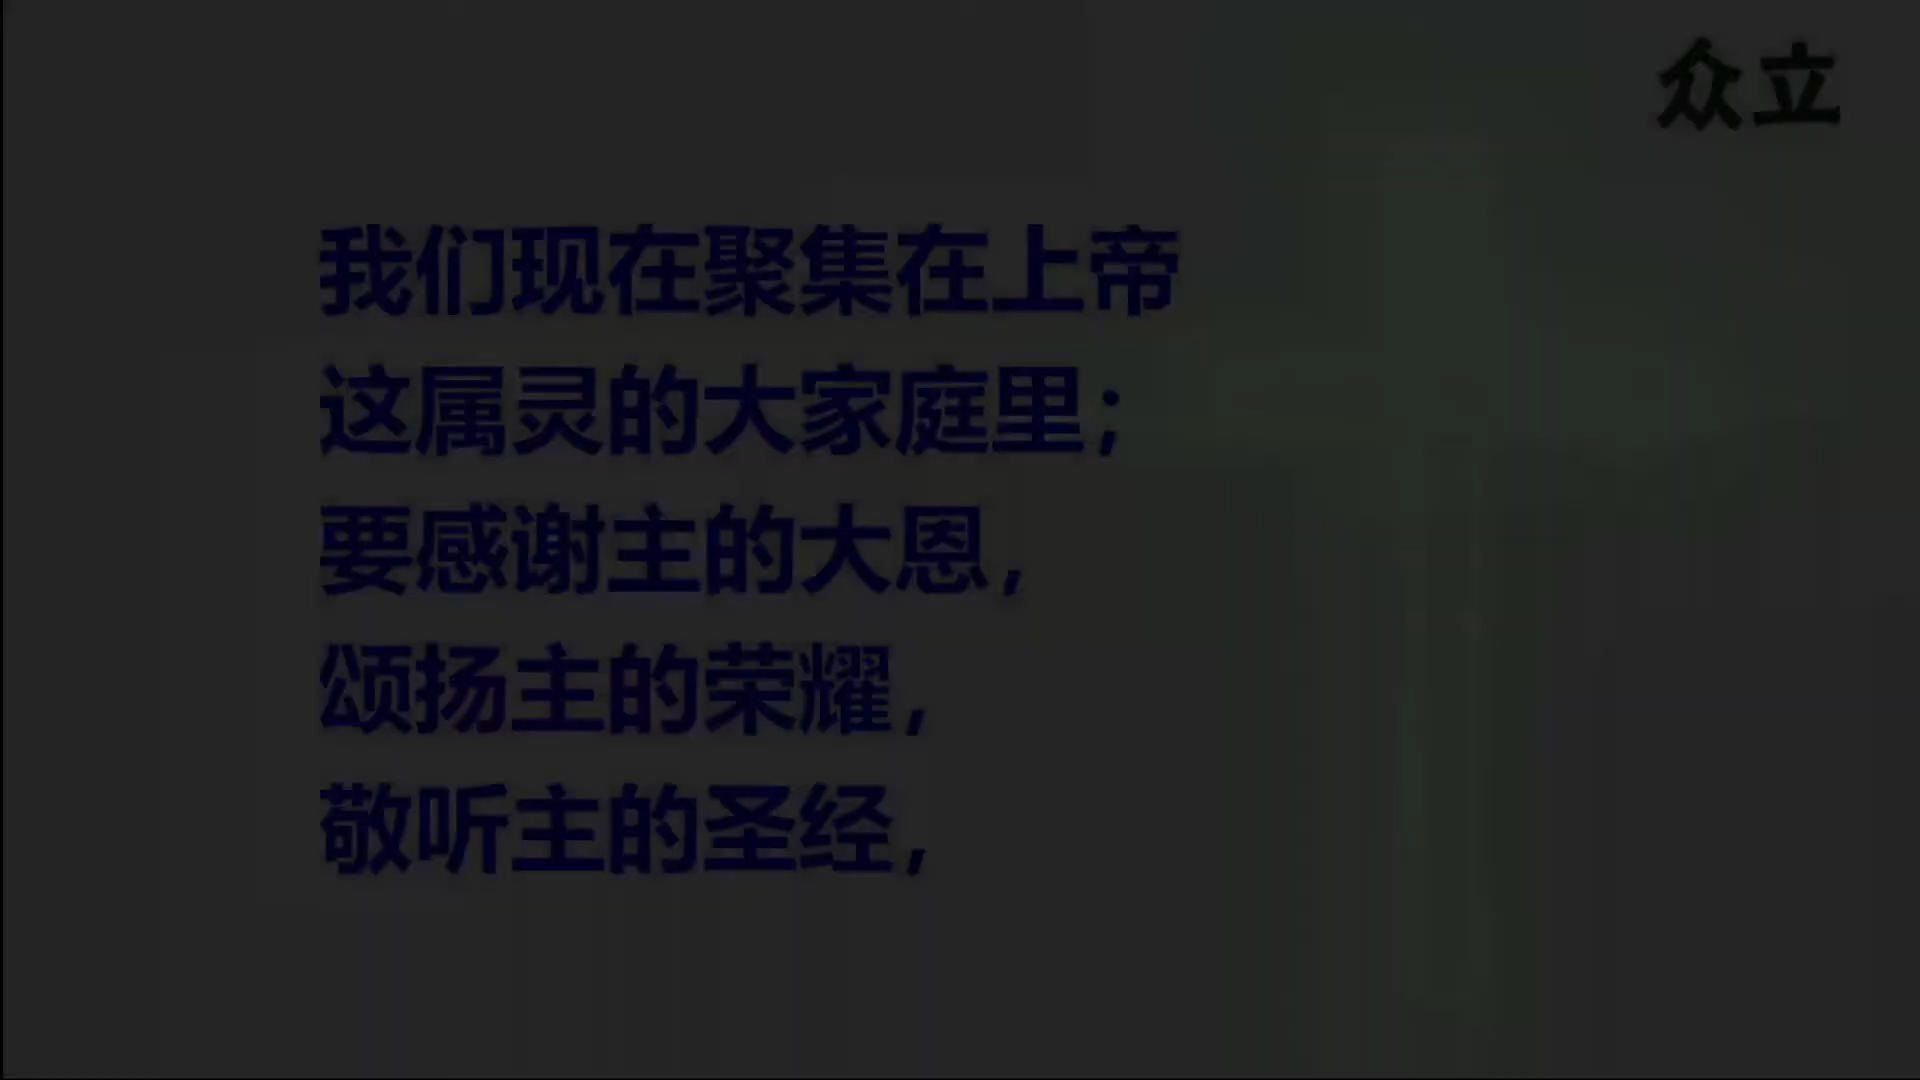 众立
我们现在聚集在上帝
这属灵的大家庭里；
要感谢主的大恩，
颂扬主的荣耀，
敬听主的圣经，